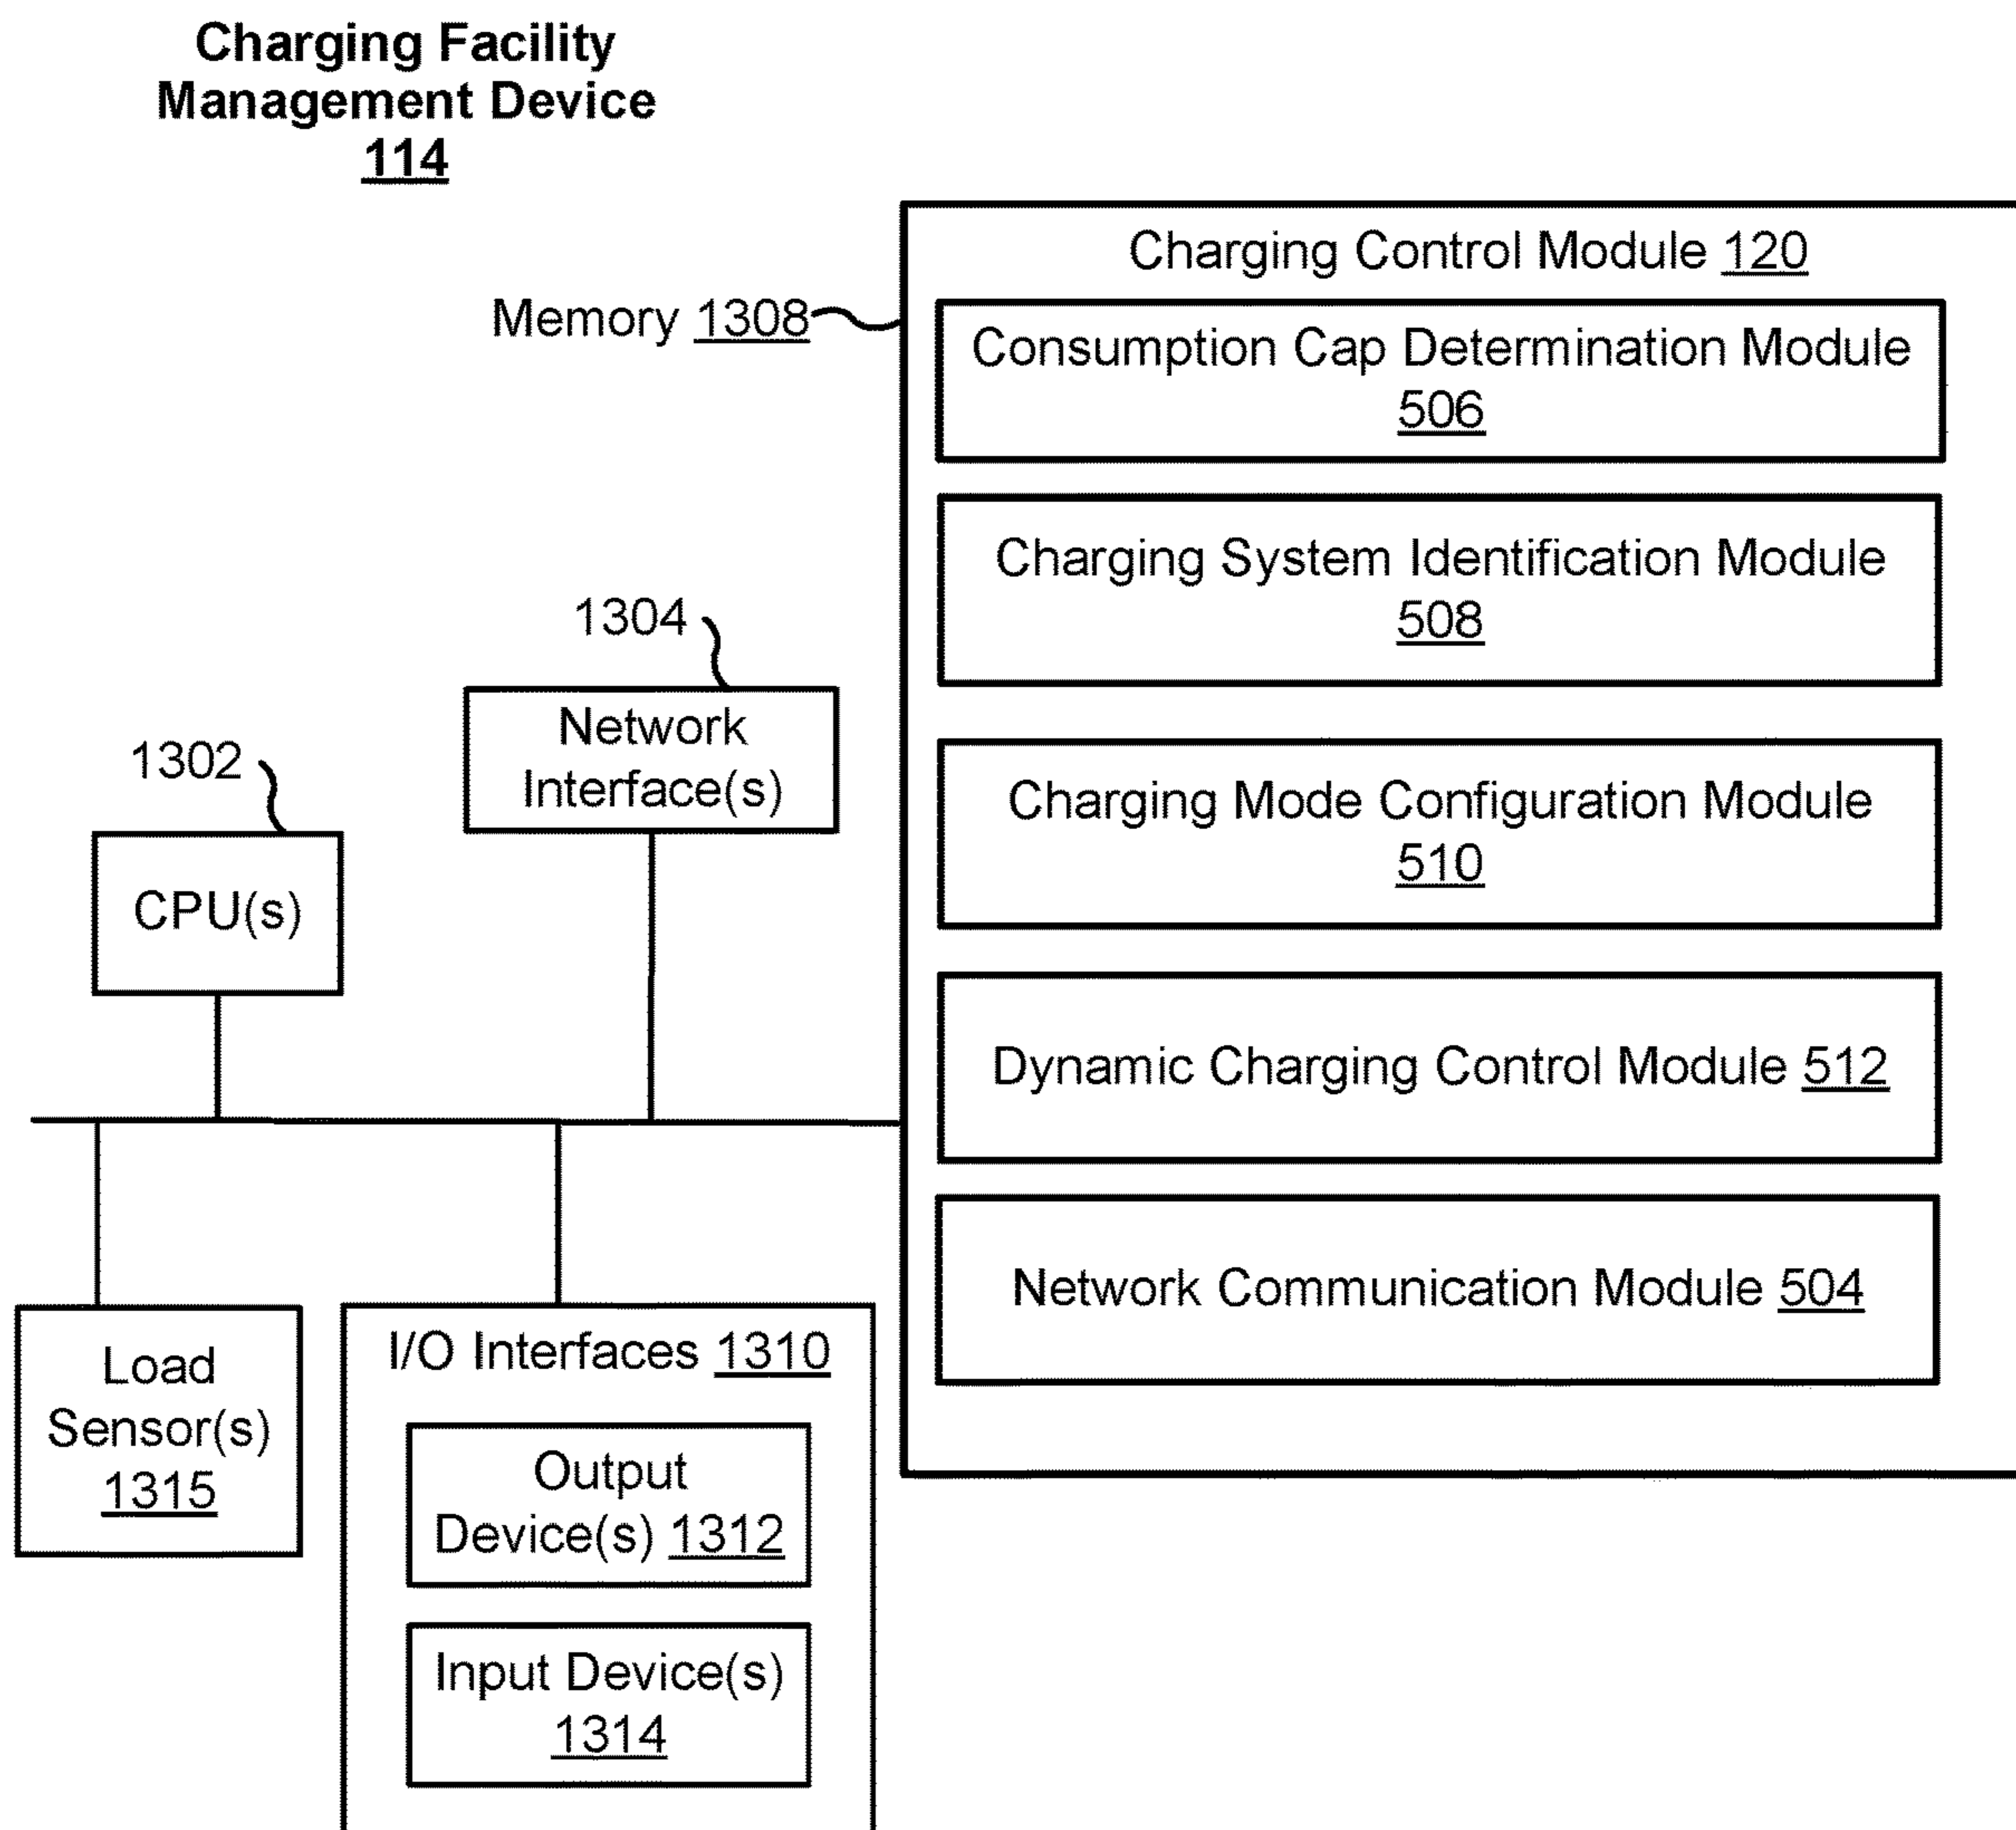 Charging Facility
Management Device
114
Charging Control Module 120
Memory 1308
Consumption Cap Determination Module
506
Charging System Identification Module
508
1304
Network
Interface(s)
1302
CPU(s)
Charging Mode Configuration Module
510
Dynamic Charging Control Module 512
Network Communication Module 504
Load
Sensor(s)
1315
I/O Interfaces 1310
Output
Device(s) 1312
Input Device(s)
1314